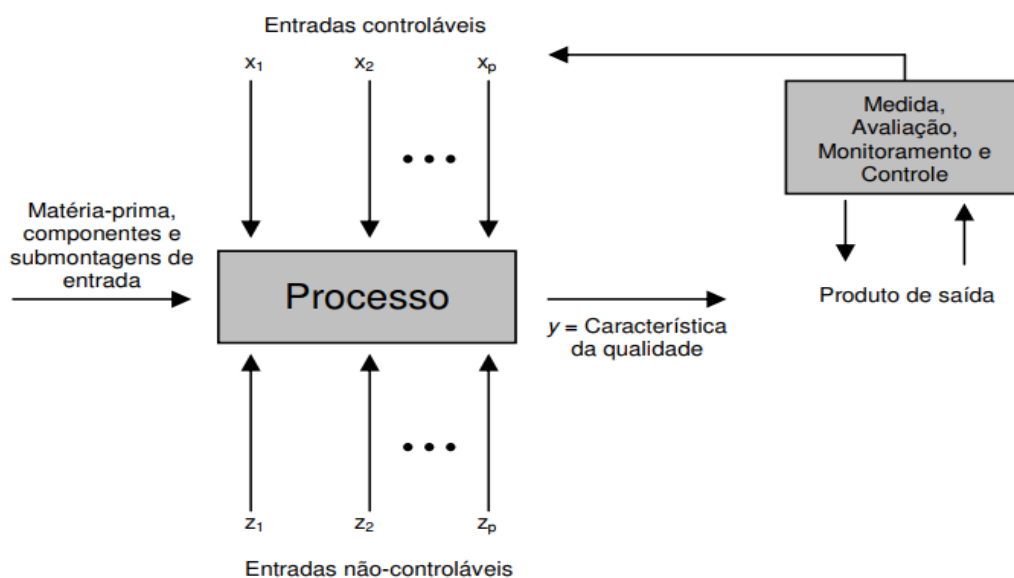 Entradas controláveis
x1
x2
xp
Medida,
Avaliação,
Monitoramento e
Controle
Matéria-prima,
componentes e
submontagens de
entrada
Processo
Produto de saída
y = Característica
da qualidade
z1
z2
zp
Entradas não-controláveis